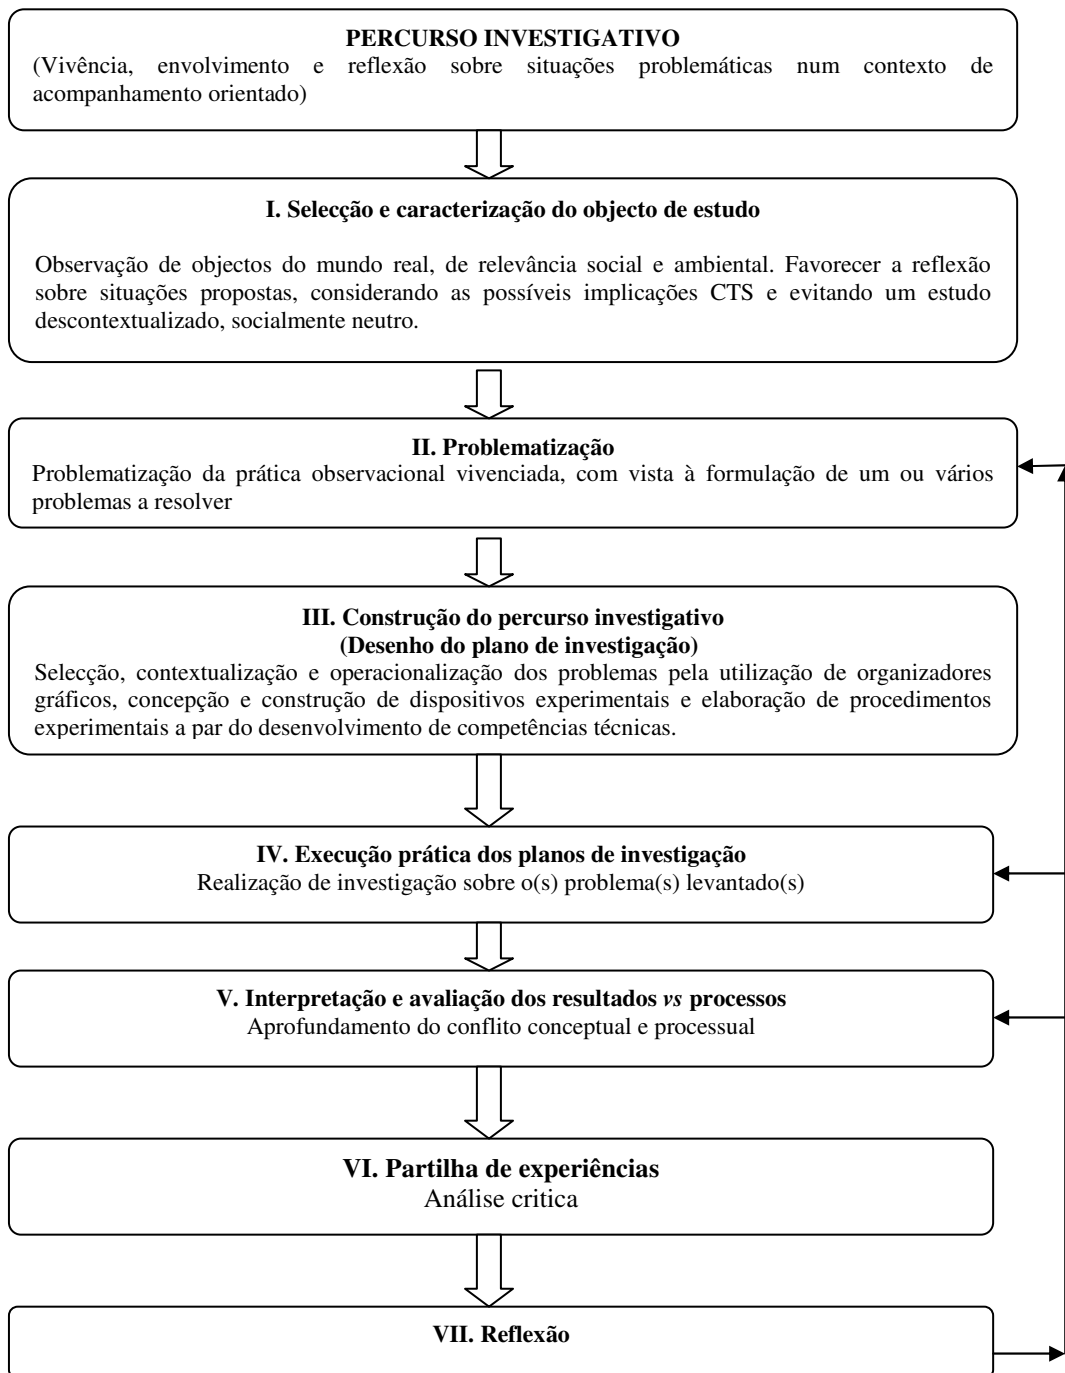 PERCURSO INVESTIGATIVO
(Vivência, envolvimento e reflexão sobre situações problemáticas num contexto de
acompanhamento orientado)
I. Selecção e caracterização do objecto de estudo
Observação de objectos do mundo real, de relevância social e ambiental. Favorecer a reflexão
sobre situações propostas, considerando as possíveis implicações CTS e evitando um estudo
descontextualizado, socialmente neutro.
II. Problematização
Problematização da prática observacional vivenciada, com vista à formulação de um ou vários
problemas a resolver
III. Construção do percurso investigativo
(Desenho do plano de investigação)
Selecção, contextualização e operacionalização dos problemas pela utilização de organizadores
gráficos, concepção e construção de dispositivos experimentais e elaboração de procedimentos
experimentais a par do desenvolvimento de competências técnicas.
IV. Execução prática dos planos de investigação
Realização de investigação sobre o(s) problema(s) levantado(s)
V. Interpretação e avaliação dos resultados vs processos
Aprofundamento do conflito conceptual e processual
VI. Partilha de experiências
Análise critica
VII. Reflexão